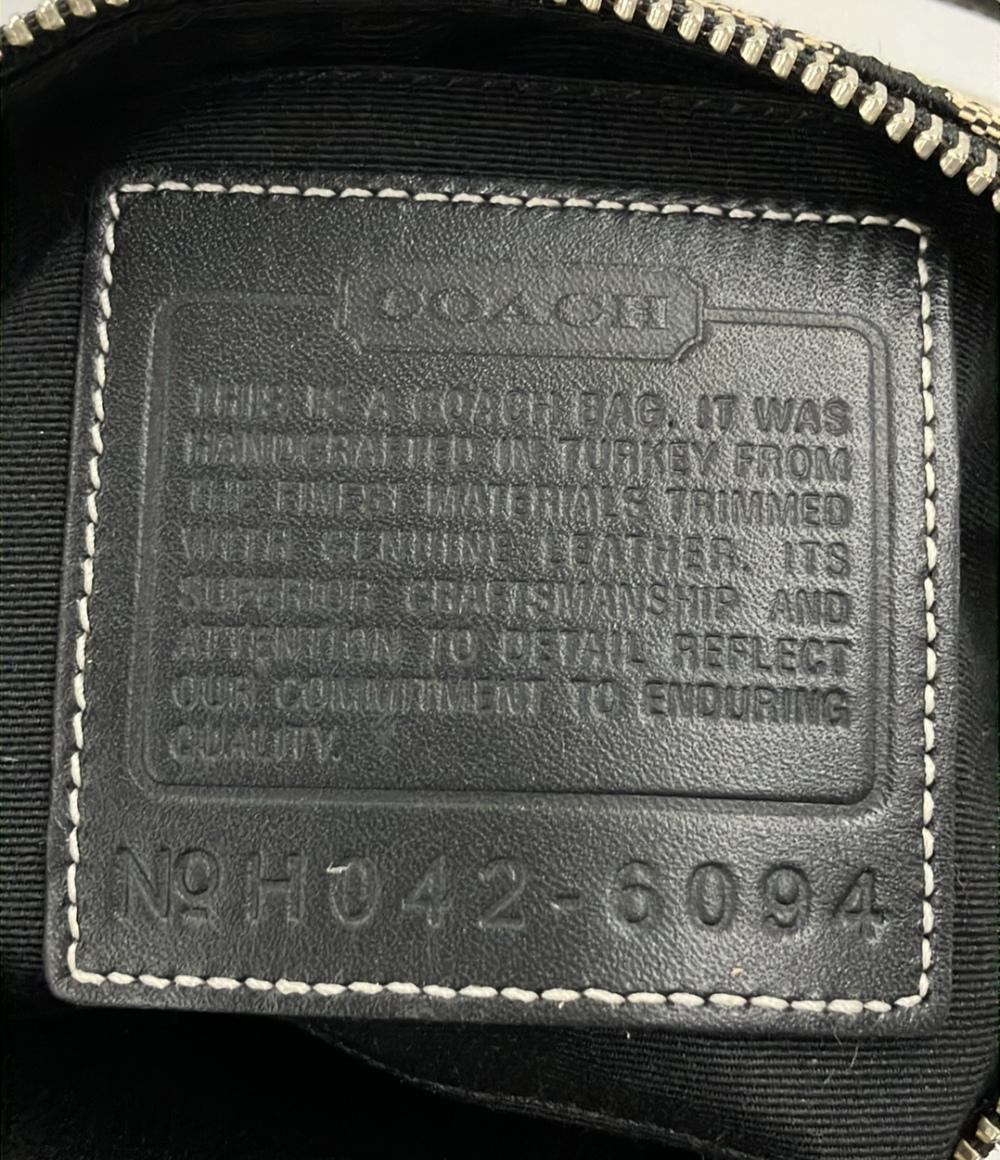 COACH
THIS IS A COACH BAG. IT WAS
HANDCRAFTED IN TURKEY FROM
THE FINEST MATERIALS TRIMMED
WITH GENUINE LEATHER. ITS
SUPERIOR CRAFTSMANSHIP AND
ATTENTION TO DETAIL REFLECT
OUR COMMITMENT TO ENDURING
QUALITY.
Nº H042-6094